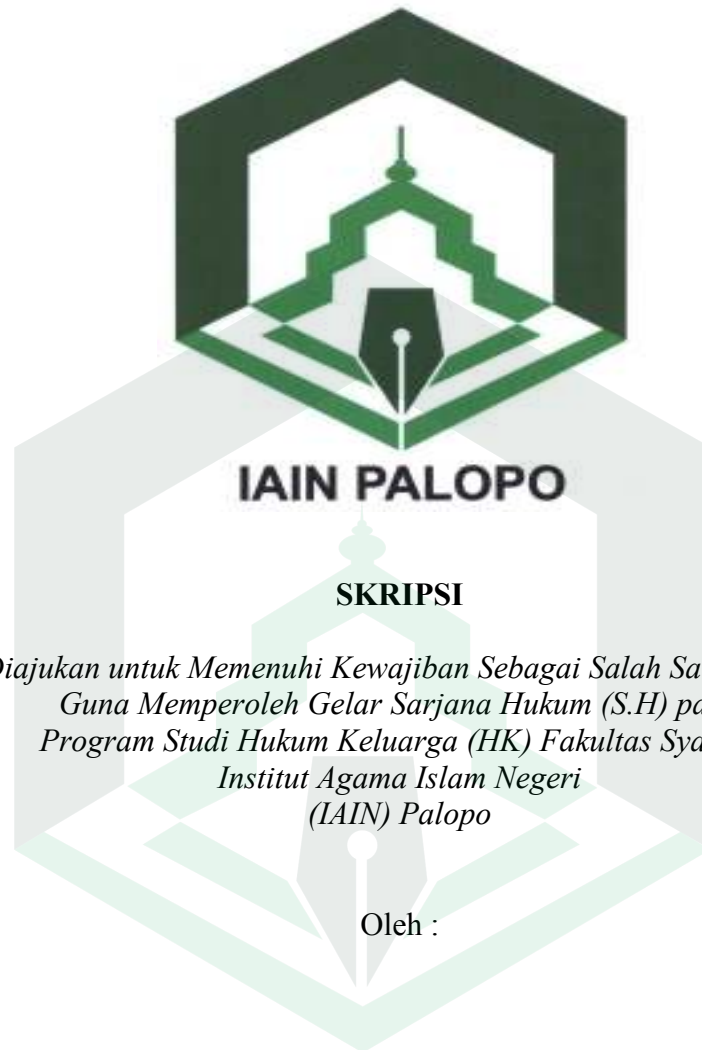 IAIN PALOPO
SKRIPSI
Diajukan untuk Memenuhi Kewajiban Sebagai Salah Sa
Guna Memperoleh Gelar Sarjana Hukum (S.H) pa
Program Studi Hukum Keluarga (HK) Fakultas Sya
Institut Agama Islam Negeri
(IAIN) Palopo
Oleh :